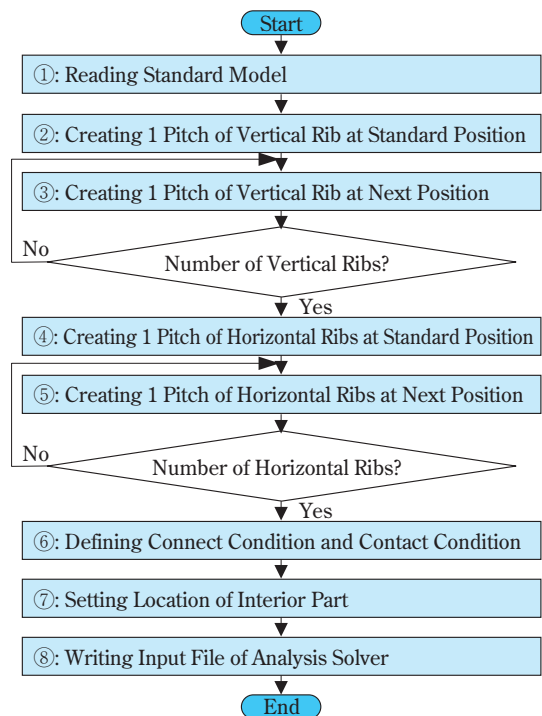 Start
①: Reading Standard Model
②: Creating 1 Pitch of Vertical Rib at Standard Position
③: Creating 1 Pitch of Vertical Rib at Next Position
No
Number of Vertical Ribs?
Yes
④: Creating 1 Pitch of Horizontal Ribs at Standard Position
⑤: Creating 1 Pitch of Horizontal Ribs at Next Position
No
Number of Horizontal Ribs?
Yes
⑥: Defining Connect Condition and Contact Condition
⑦: Setting Location of Interior Part
⑧: Writing Input File of Analysis Solver
End